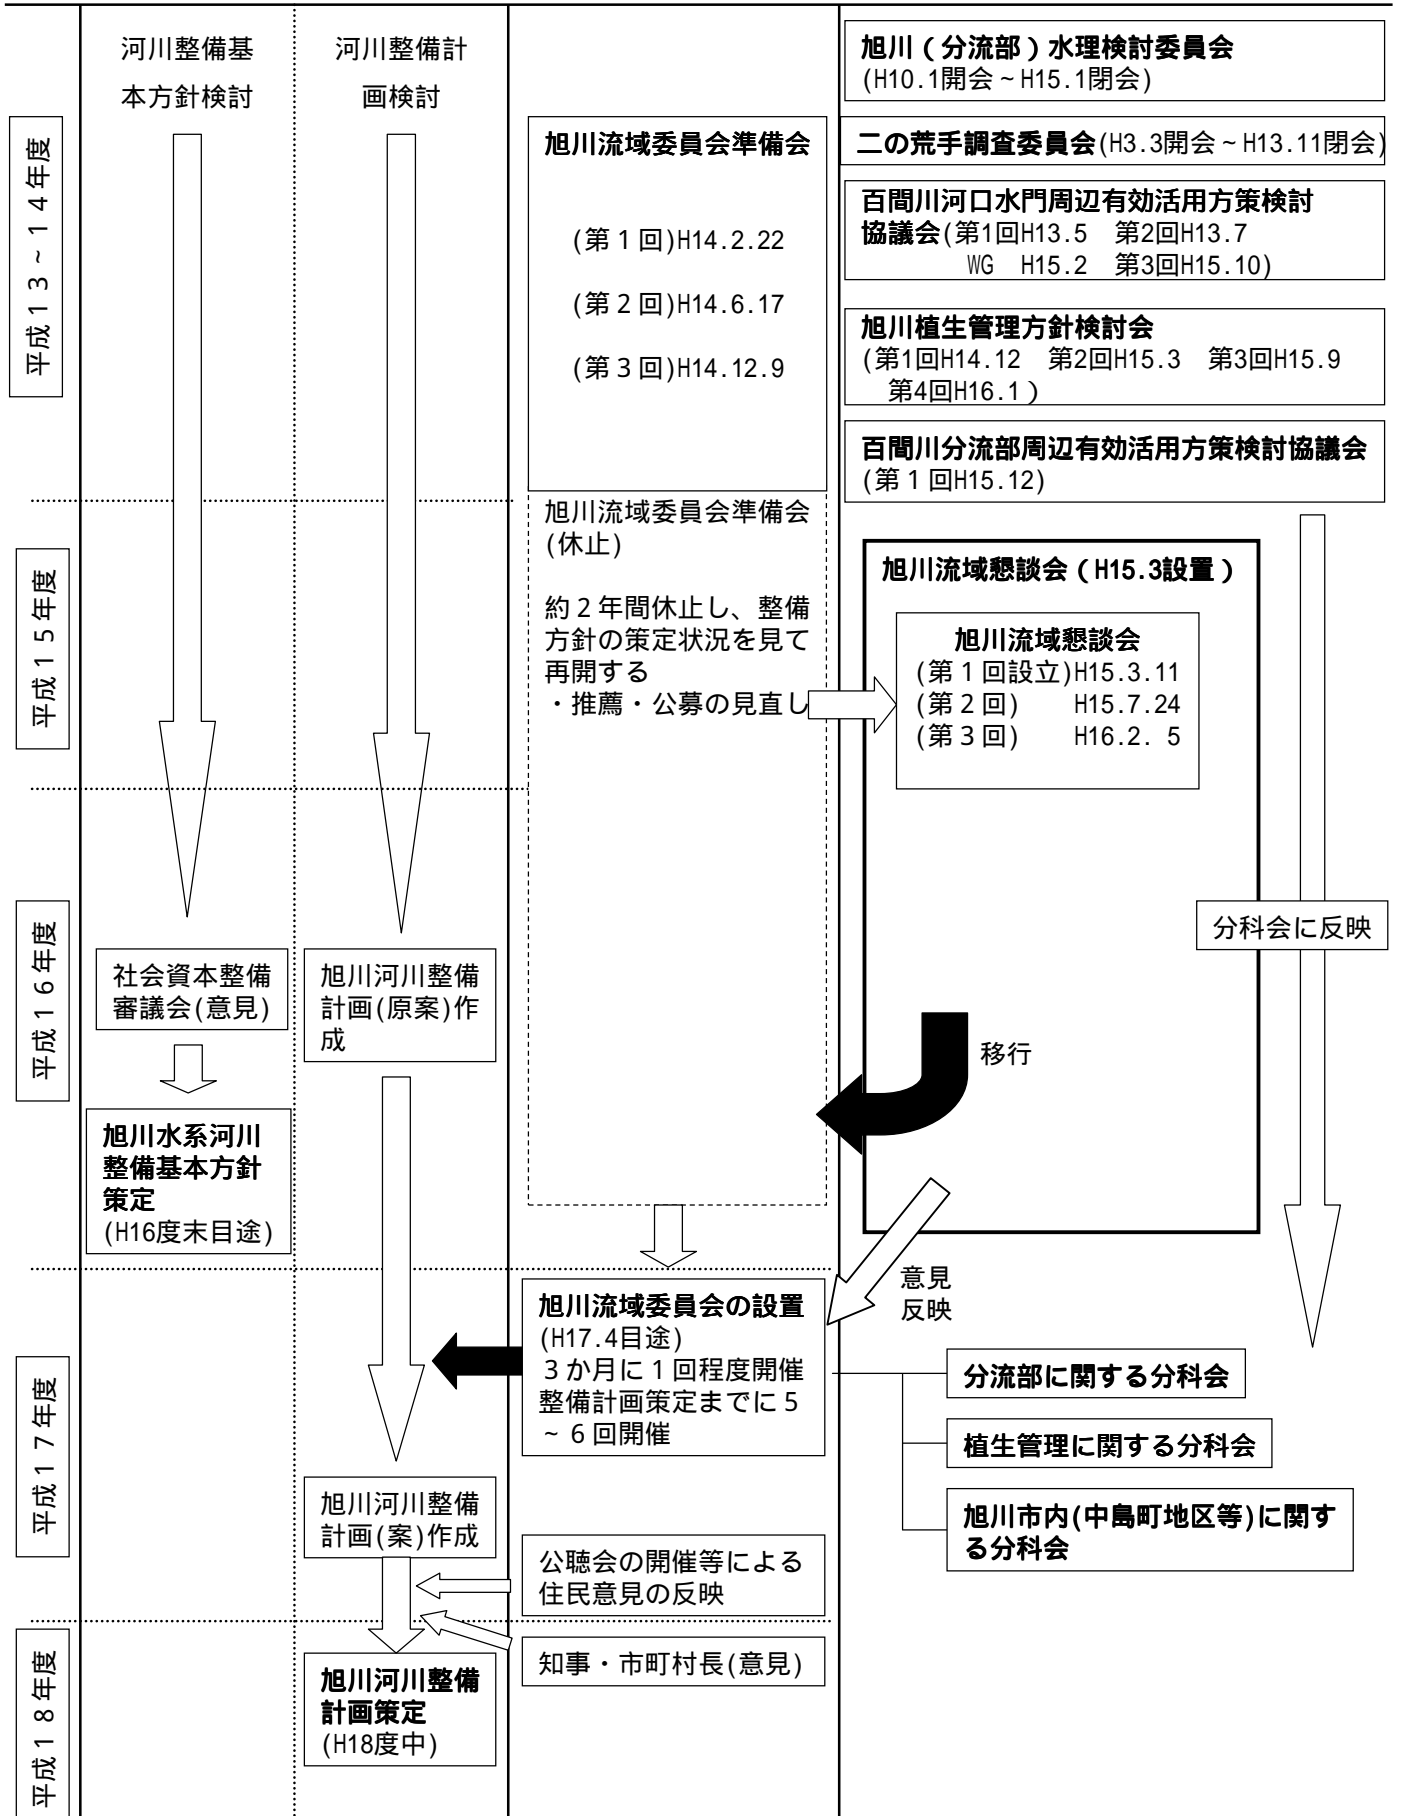 河川整備基
本方針検討
河川整備計
画検討
平成13~14年度
旭川流域委員会準備会
(第1回)H14.2.22
(第2回)H14.6.17
(第3回)H14.12.9
旭川(分流部)水理検討委員会
(H10.1開会~H15.1閉会)
二の荒手調査委員会(H3.3開会~H13.11閉会)
百間川河口水門周辺有効活用方策検討
協議会(第1回H13.5 第2回H13.7
WG H15.2 第3回H15.10)
旭川植生管理方針検討会
(第1回H14.12 第2回H15.3 第3回H15.9
第4回H16.1)
百間川分流部周辺有効活用方策検討協議会
(第1回H15.12)
平成15年度
旭川流域委員会準備会
(休止)
約2年間休止し、整備
方針の策定状況を見て
再開する
・推薦・公募の見直し
旭川流域懇談会(H15.3設置)
旭川流域懇談会
(第1回設立)H15.3.11
(第2回) H15.7.24
(第3回) H16.2. 5
平成16年度
社会資本整備
審議会(意見)
旭川河川整備
計画(原案)作
成
分科会に反映
移行
旭川水系河川
整備基本方針
策定
(H16度末目途)
意見
反映
平成17年度
旭川流域委員会の設置
(H17.4目途)
3か月に1回程度開催
整備計画策定までに5
~6回開催
分流部に関する分科会
植生管理に関する分科会
旭川市内(中島町地区等)に関す
る分科会
旭川河川整備
計画(案)作成
公聴会の開催等による
住民意見の反映
平成18年度
知事・市町村長(意見)
旭川河川整備
計画策定
(H18度中)